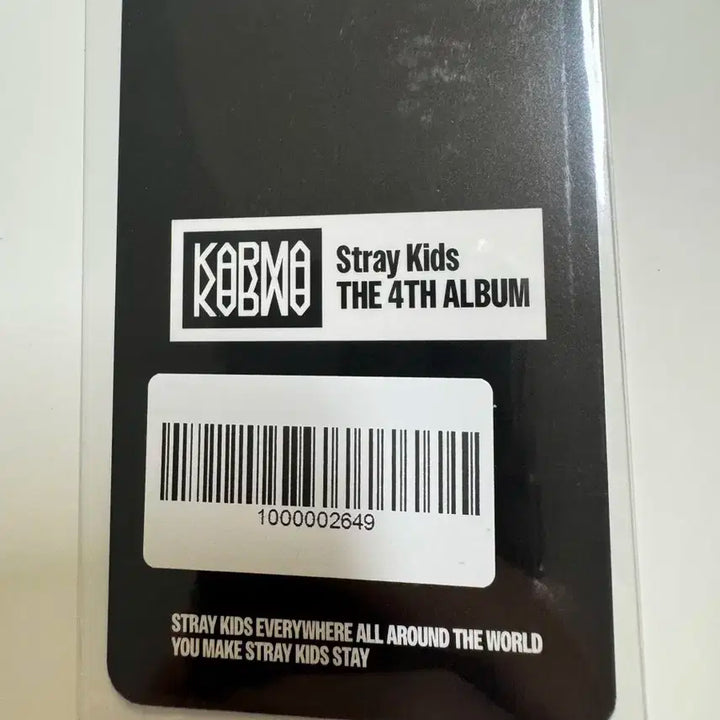 KARMA
KARMA
Stray Kids
THE 4TH ALBUM
1000002649
STRAY KIDS EVERYWHERE ALL AROUND THE WORLD
YOU MAKE STRAY KIDS STAY